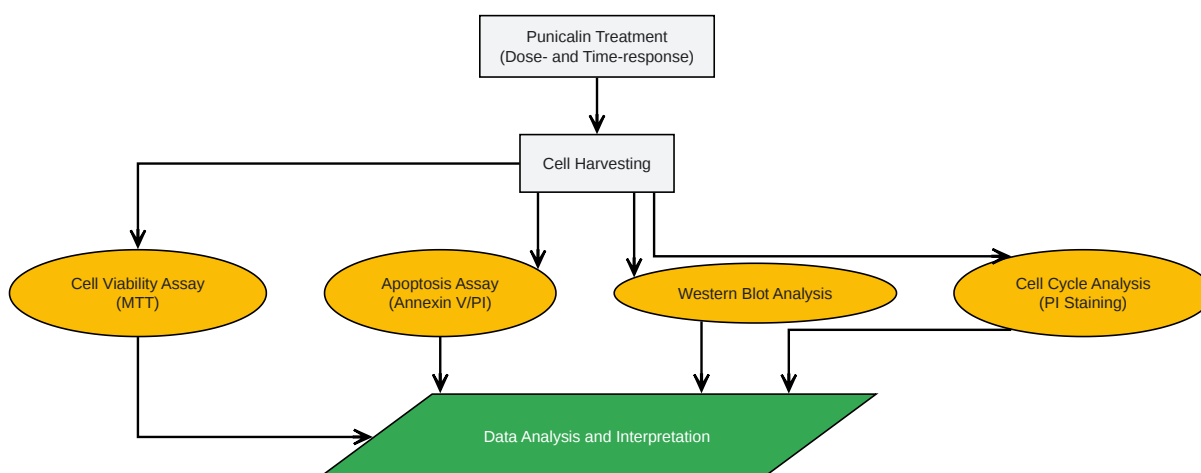 Punicalin Treatment
(Dose- and Time-response)
Cell Harvesting
Cell Viability Assay
(MTT)
Apoptosis Assay
(Annexin V/PI)
Western Blot Analysis
Cell Cycle Analysis
(PI Staining)
Data Analysis and Interpretation